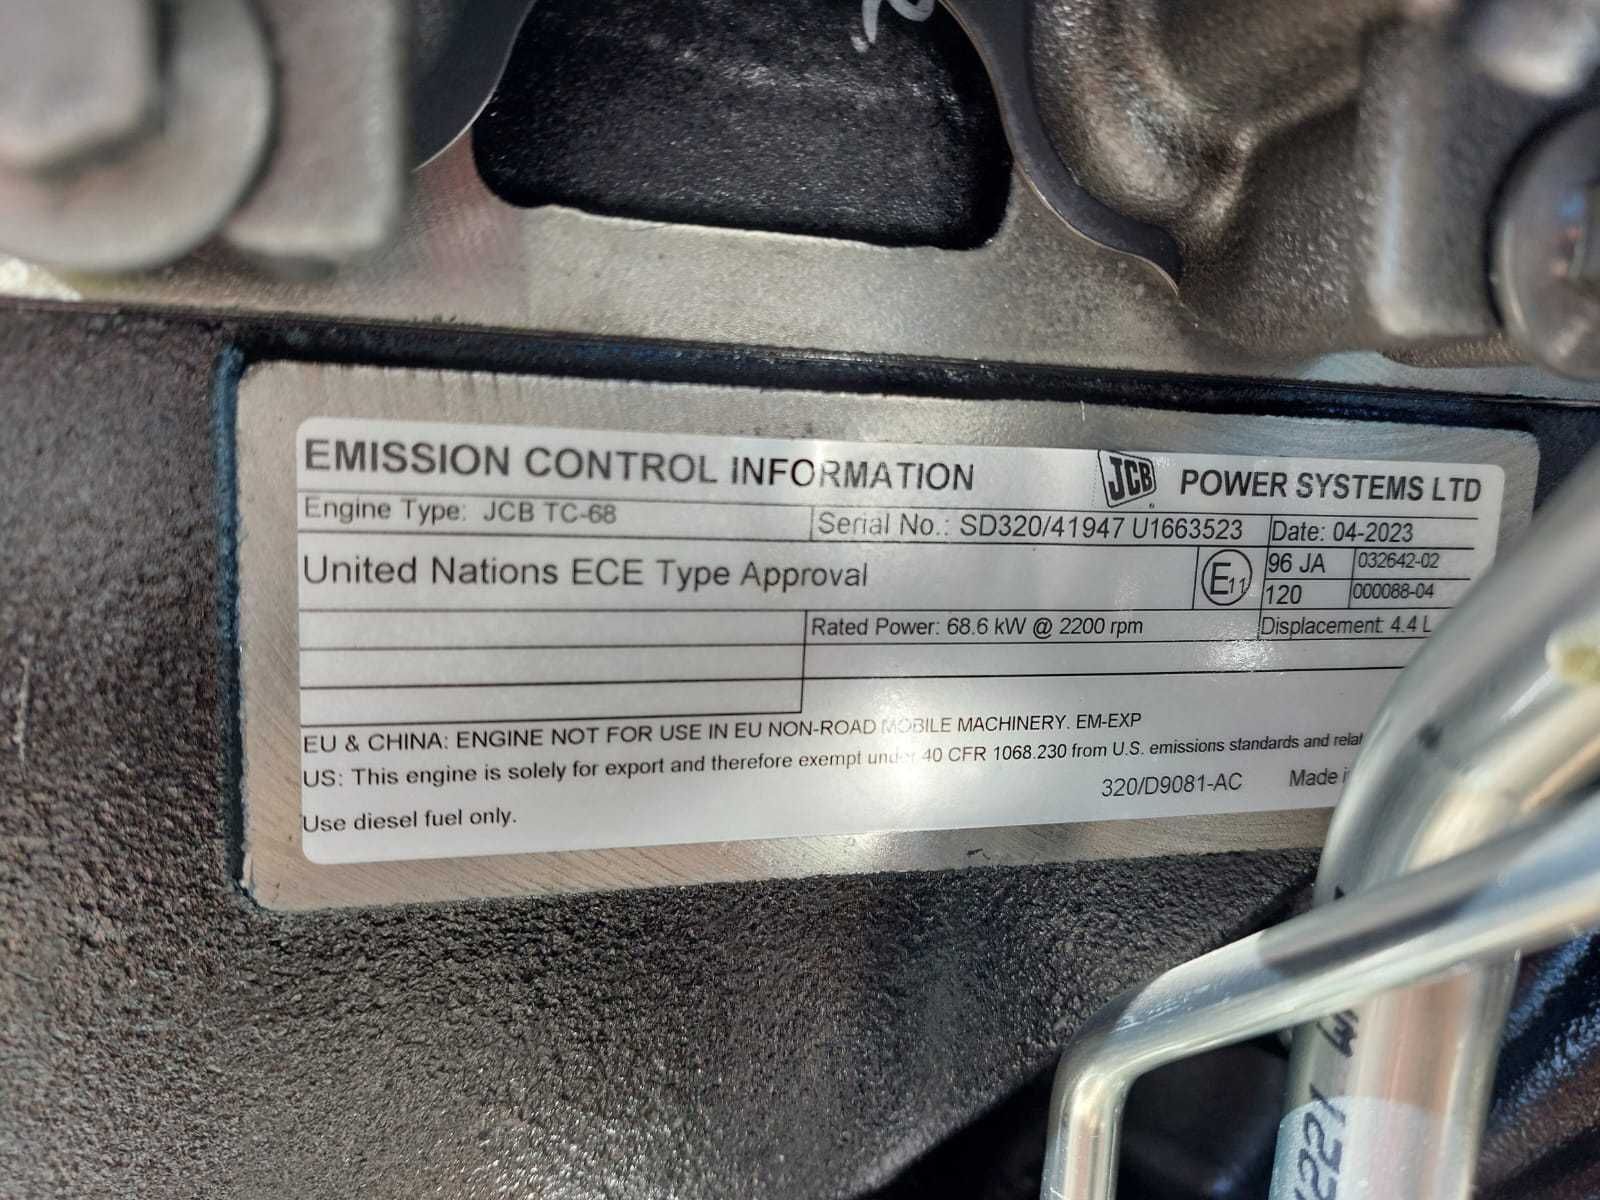 EMISSION CONTROL INFORMATION JCB POWER SYSTEMS LTD
Engine Type: JCB TC-68 Serial No.: SD320/41947 U1663523 Date: 04-2023
United Nations ECE Type Approval E11 96 JA 032642-02
120 000088-04
Rated Power: 68.6 kW @ 2200 rpm Displacement: 4.4 L
EU & CHINA: ENGINE NOT FOR USE IN EU NON-ROAD MOBILE MACHINERY. EM-EXP
US: This engine is solely for export and therefore exempt under 40 CFR 1068.230 from U.S. emissions standards and
320/D9081-AC Made
Use diesel fuel only.